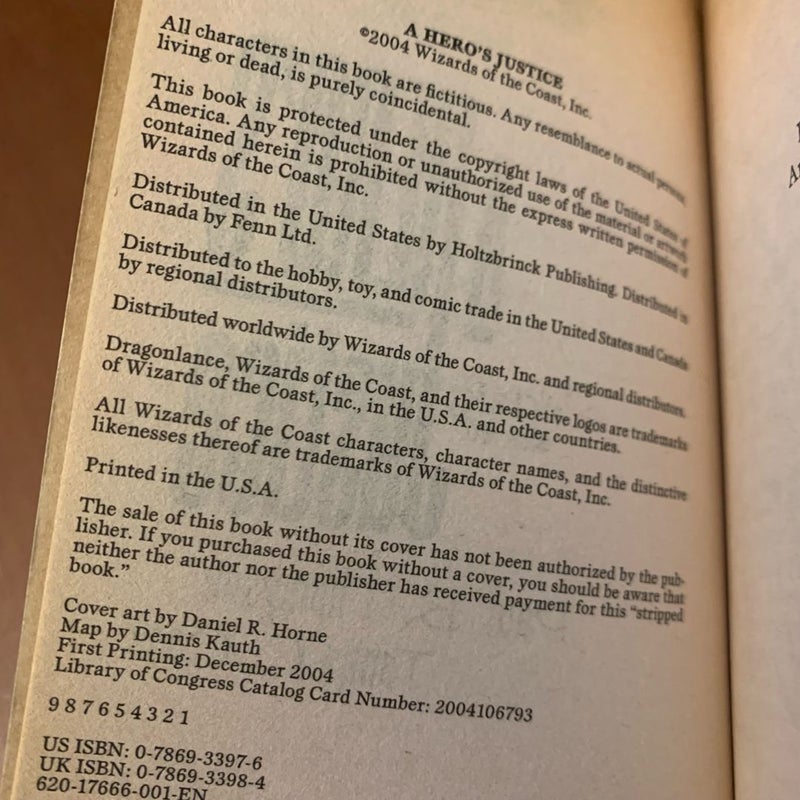 A HERO'S JUSTICE
©2004 Wizards of the Coast, Inc.
All characters in this book are fictitious. Any resemblance to actual persons,
living or dead, is purely coincidental.
This book is protected under the copyright laws of the United States of
America. Any reproduction or unauthorized use of the material or artwork
contained herein is prohibited without the express written permission of
Wizards of the Coast, Inc.
Distributed in the United States by Holtzbrinck Publishing. Distributed in
Canada by Fenn Ltd.
Distributed to the hobby, toy, and comic trade in the United States and Canada
by regional distributors.
Distributed worldwide by Wizards of the Coast, Inc. and regional distributors.
Dragonlance, Wizards of the Coast, and their respective logos are trademarks
of Wizards of the Coast, Inc., in the U.S.A. and other countries.
All Wizards of the Coast characters, character names, and the distinctive
likenesses thereof are trademarks of Wizards of the Coast, Inc.
Printed in the U.S.A.
The sale of this book without its cover has not been authorized by the pub-
lisher. If you purchased this book without a cover, you should be aware that
neither the author nor the publisher has received payment for this “stripped
book.”
Cover art by Daniel R. Horne
Map by Dennis Kauth
First Printing: December 2004
Library of Congress Catalog Card Number: 2004106793
9 8 7 6 5 4 3 2 1
US ISBN: 0-7869-3397-6
UK ISBN: 0-7869-3398-4
620-17666-001-EN